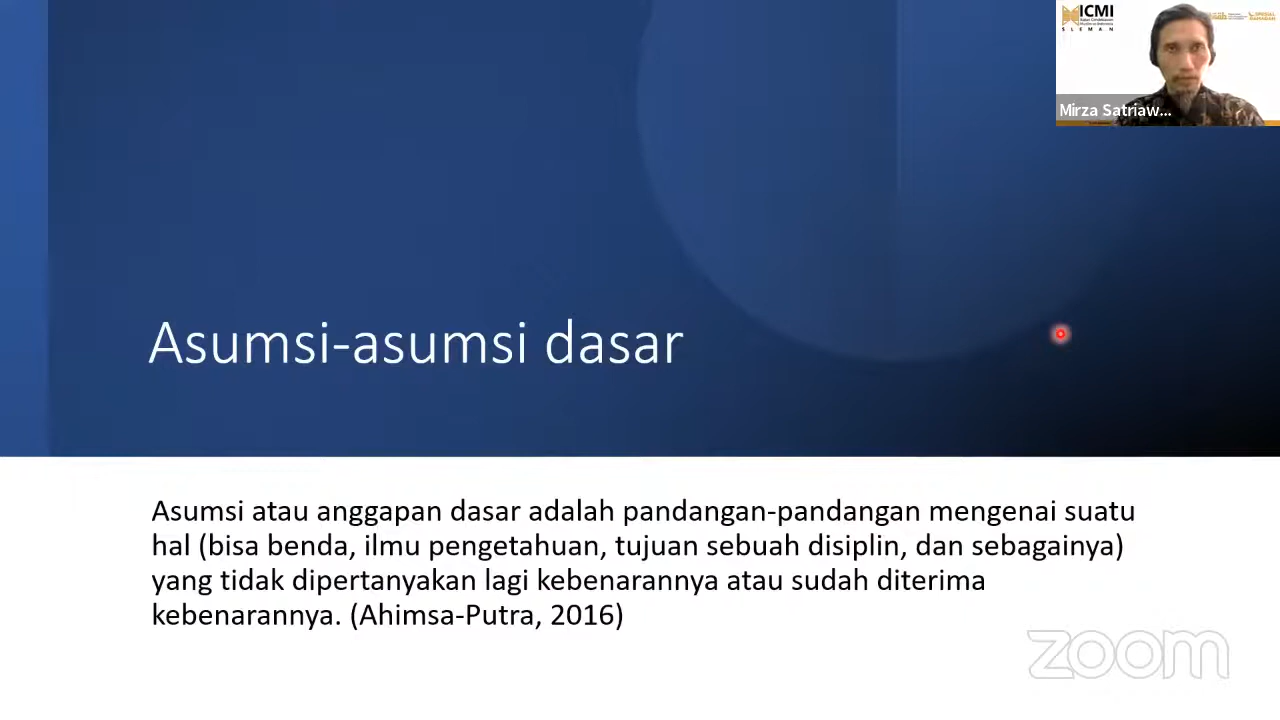 ICMI
SLEMAN
Mirza Satriaw...
Asumsi-asumsi dasar
Asumsi atau anggapan dasar adalah pandangan-pandangan mengenai suatu
hal (bisa benda, ilmu pengetahuan, tujuan sebuah disiplin, dan sebagainya)
yang tidak dipertanyakan lagi kebenarannya atau sudah diterima
kebenarannya. (Ahimsa-Putra, 2016)
zoom